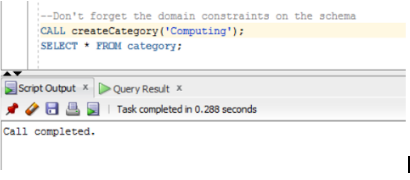 --Don't forget the domain constraints on the schema
CALL createCategory('Computing');
SELECT * FROM category;
Script Output x Query Result x
Task completed in 0.288 seconds
Call completed.